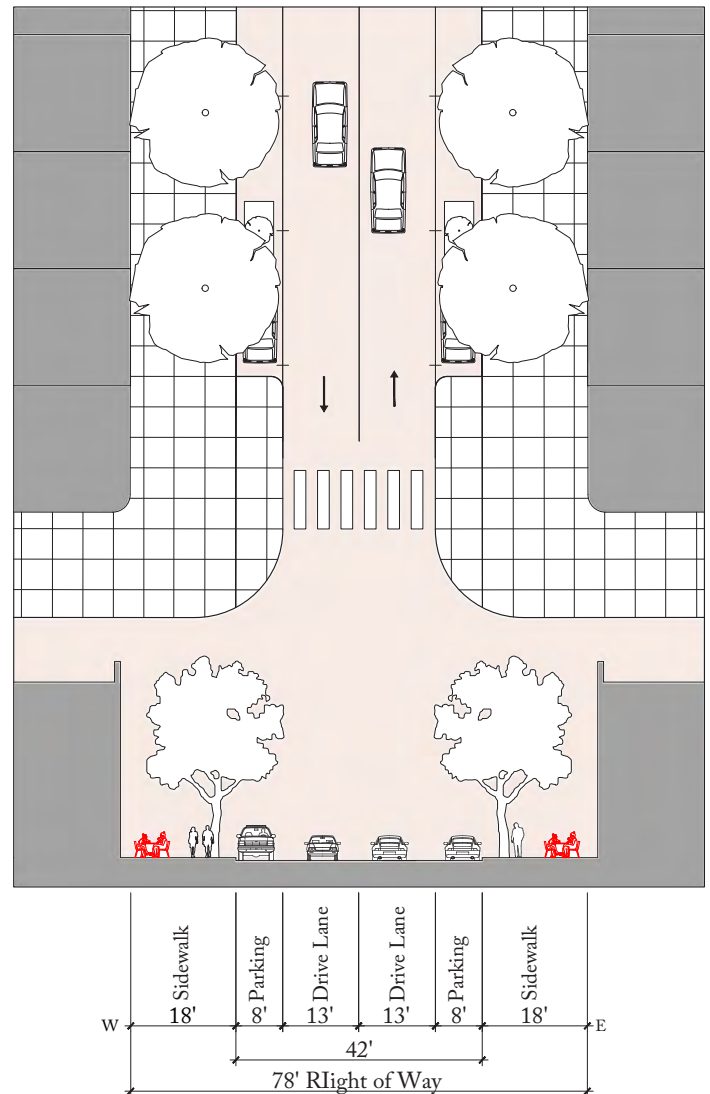 Sidewalk
Parking
Drive Lane
Drive Lane
Parking
Sidewalk
W 18' 8' 13' 13' 8' 18' E
42'
78' RIight of Way